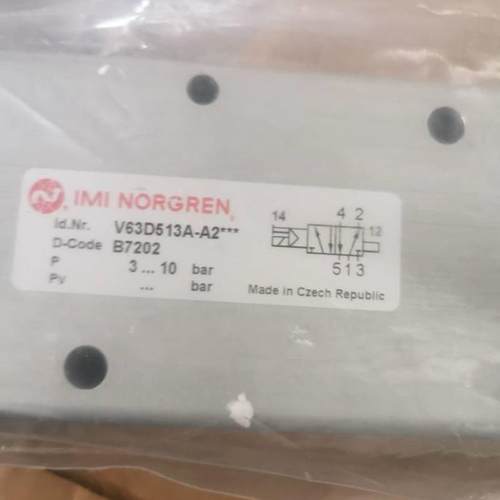 IMI NORGREN®
Id.Nr. V63D513A-A2***
D-Code B7202
P 3 ... 10 bar
Pv ... bar
14 4 2 12
5 1 3
Made in Czech Republic